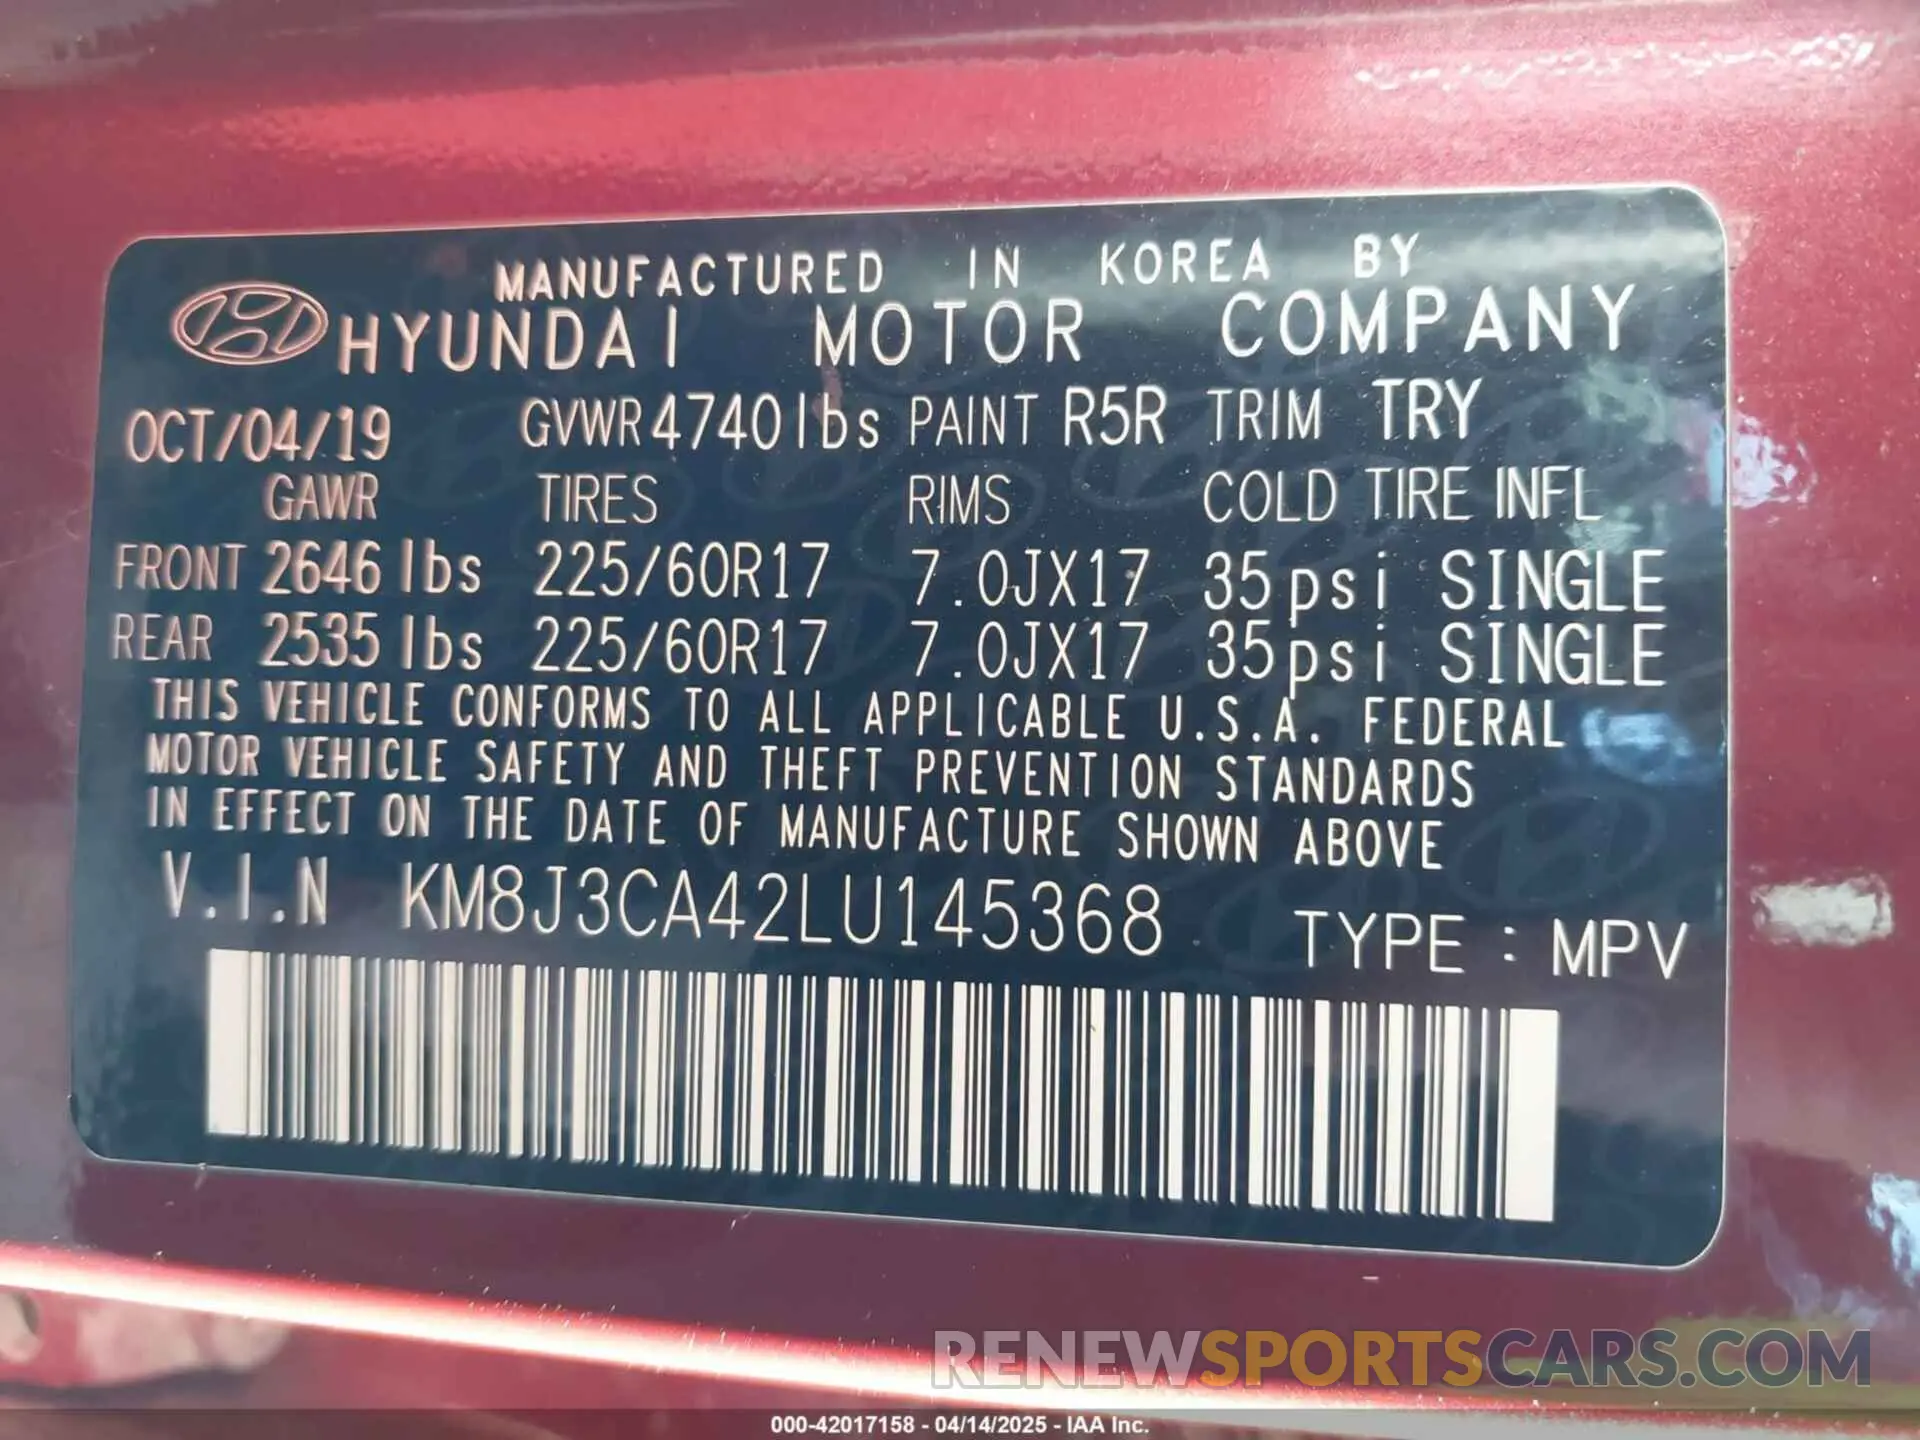 MANUFACTURED IN KOREA BY
HYUNDAI MOTOR COMPANY
OCT/04/19 GVWR 4740lbs PAINT R5R TRIM TRY
GAWR TIRES RIMS COLD TIRE INFL
FRONT 2646 lbs 225/60R17 7.0JX17 35psi SINGLE
REAR 2535 lbs 225/60R17 7.0JX17 35psi SINGLE
THIS VEHICLE CONFORMS TO ALL APPLICABLE U.S.A. FEDERAL
MOTOR VEHICLE SAFETY AND THEFT PREVENTION STANDARDS
IN EFFECT ON THE DATE OF MANUFACTURE SHOWN ABOVE
V.I.N KM8J3CA42LU145368 TYPE : MPV
RENEWSPORTSCARS.COM
000-42017158 - 04/14/2025 - IAA Inc.